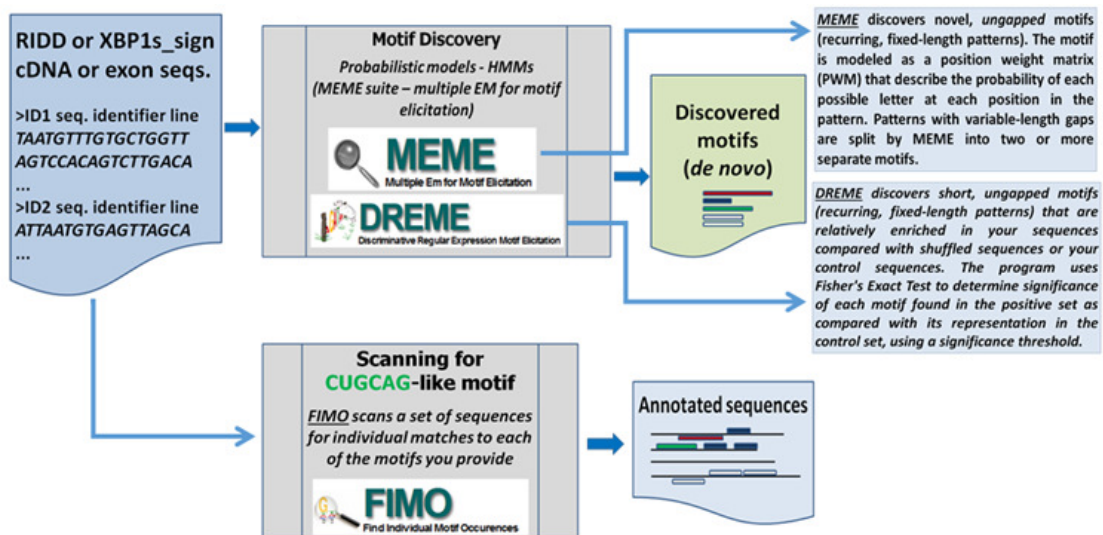 RIDD or XBP1s_sign
cDNA or exon seqs.
>ID1 seq. identifier line
TAATGTTTGTGCTGGTT
AGTCCACAGTCTTGACA
...
>ID2 seq. identifier line
ATTAATGTGAGTTAGCA
...
Motif Discovery
Probabilistic models - HMMs
(MEME suite – multiple EM for motif
elicitation)
MEME
Multiple Em for Motif Elicitation
DREME
Discriminative Regular Expression Motif Elicitation
Discovered
motifs
(de novo)
MEME discovers novel, ungapped motifs
(recurring, fixed-length patterns). The motif
is modeled as a position weight matrix
(PWM) that describe the probability of each
possible letter at each position in the
pattern. Patterns with variable-length gaps
are split by MEME into two or more
separate motifs.
DREME discovers short, ungapped motifs
(recurring, fixed-length patterns) that are
relatively enriched in your sequences
compared with shuffled sequences or your
control sequences. The program uses
Fisher's Exact Test to determine significance
of each motif found in the positive set as
compared with its representation in the
control set, using a significance threshold.
Scanning for
CUGCAG-like motif
FIMO scans a set of sequences
for individual matches to each
of the motifs you provide
FIMO
Find Individual Motif Occurences
Annotated sequences